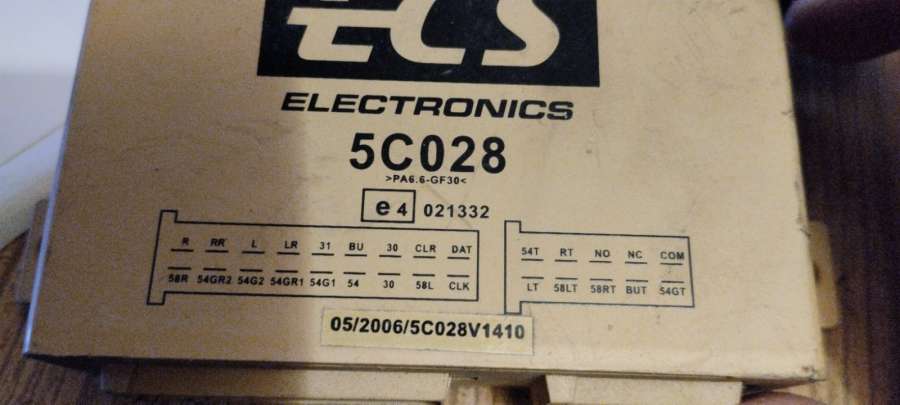 ECS
ELECTRONICS
5C028
>PA6.6-GF30<
e4 021332
R RR L LR 31 BU 30 CLR DAT
58R 54GR2 54G2 54GR1 54G1 54 30 58L CLK
54T RT NO NC COM
LT 58LT 58RT BUT 54GT
05/2006/5C028V1410